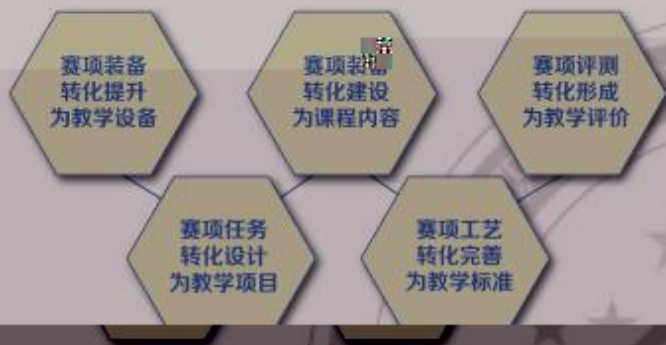 赛项装备
转化提升
为教学设备
赛项装备
转化建设
为课程内容
赛项评测
转化形成
为教学评价
赛项任务
转化设计
为教学项目
赛项工艺
转化完善
为教学标准